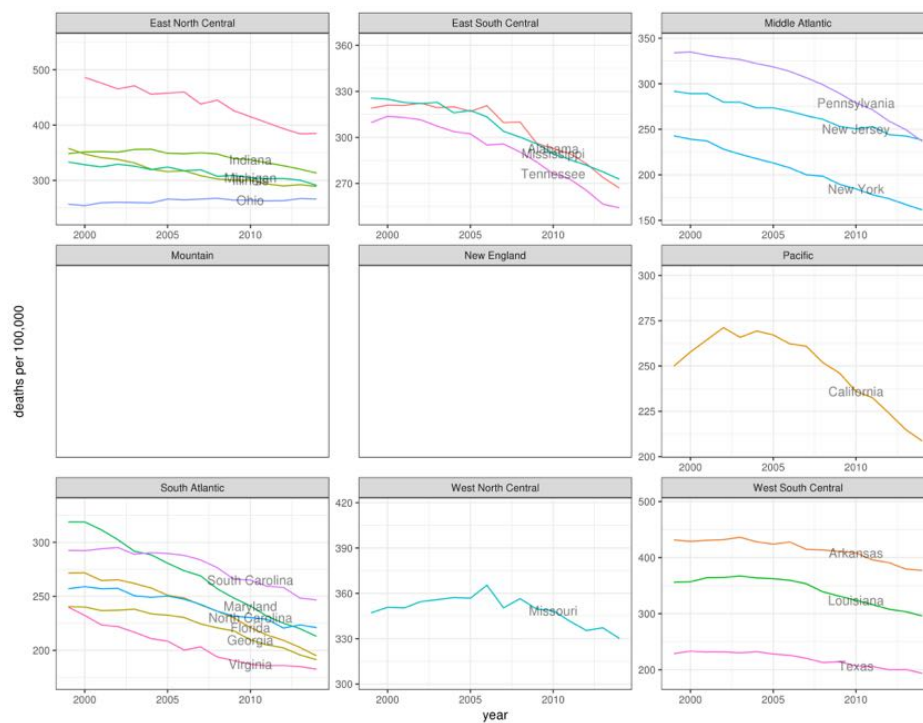 East North Central
East South Central
Middle Atlantic
500
400
300
Indiana
Michigan
Illinois
Ohio
2000 2005 2010
360
330
300
270
Alabama
Mississippi
Tennessee
2000 2005 2010
350
300
250
200
150
Pennsylvania
New Jersey
New York
2000 2005 2010
Mountain
New England
Pacific
deaths per 100,000
300
275
250
225
200
California
2000 2005 2010
South Atlantic
West North Central
West South Central
300
250
200
South Carolina
Maryland
North Carolina
Florida
Georgia
Virginia
2000 2005 2010
420
390
360
330
300
Missouri
2000 2005 2010
500
400
300
200
Arkansas
Louisiana
Texas
2000 2005 2010
year